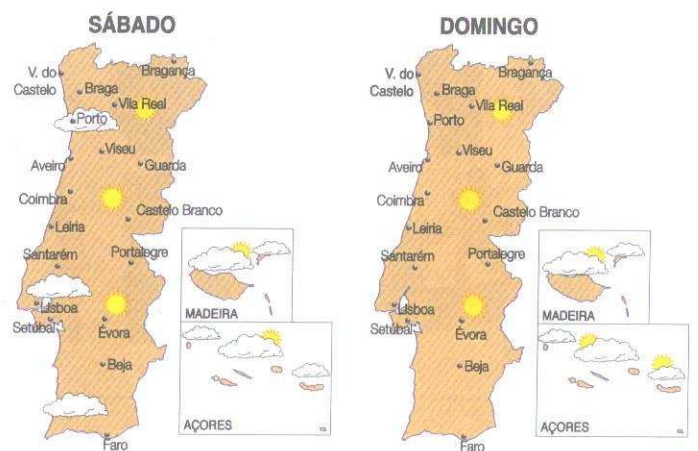 SÁBADO
Bragança
V. do
Castelo
Braga
Vila Real
Porto
Viseu
Aveiro
Guarda
Coimbra
Castelo Branco
Leiria
Santarém
Portalegre
Lisboa
Setúbal
Évora
Beja
Faro
MADEIRA
AÇORES
DOMINGO
Bragança
V. do
Castelo
Braga
Vila Real
Porto
Viseu
Aveiro
Guarda
Coimbra
Castelo Branco
Leiria
Santarém
Portalegre
Lisboa
Setúbal
Évora
Beja
Faro
MADEIRA
AÇORES